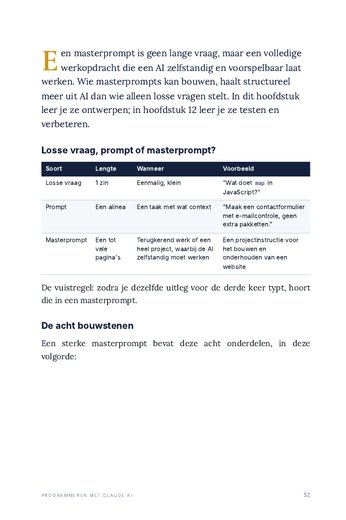 Een masterprompt is geen lange vraag, maar een volledige
werkopdracht die een AI zelfstandig en voorspelbaar laat
werken. Wie masterprompts kan bouwen, haalt structureel
meer uit AI dan wie alleen losse vragen stelt. In dit hoofdstuk
leer je ze ontwerpen; in hoofdstuk 12 leer je ze testen en
verbeteren.
Losse vraag, prompt of masterprompt?
Soort Lengte Wanneer Voorbeeld
Losse vraag 1 zin Eenmalig, klein "Wat doet map in
JavaScript?"
Prompt Een alinea Een taak met wat context "Maak een contactformulier
met e-mailcontrole, geen
extra pakketten."
Masterprompt Een tot Terugkerend werk of een Een projectinstructie voor
vele heel project, waarbij de AI het bouwen en
pagina's zelfstandig moet werken onderhouden van een
website
De vuistregel: zodra je dezelfde uitleg voor de derde keer typt, hoort
die in een masterprompt.
De acht bouwstenen
Een sterke masterprompt bevat deze acht onderdelen, in deze
volgorde:
PROGRAMMEREN MET CLAUDE AI 52